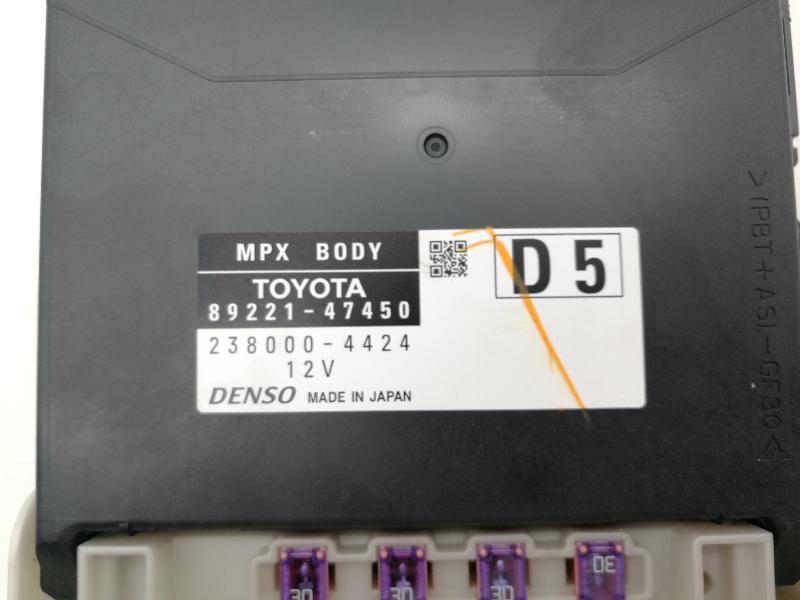 MPX BODY
TOYOTA
89221-47450
D5
238000-4424
12V
DENSO MADE IN JAPAN
>(PBT+AS)-GF30<
30
30
30
30